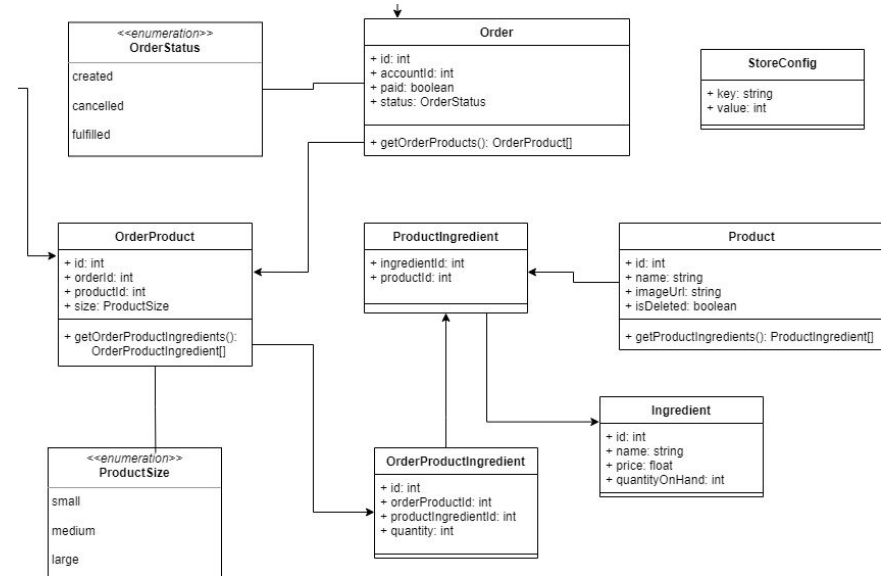 <<enumeration>>
OrderStatus
created
cancelled
fulfilled
Order
+ id: int
+ accountId: int
+ paid: boolean
+ status: OrderStatus
+ getOrderProducts(): OrderProduct[]
StoreConfig
+ key: string
+ value: int
OrderProduct
+ id: int
+ orderId: int
+ productId: int
+ size: ProductSize
+ getOrderProductIngredients():
OrderProductIngredient[]
ProductIngredient
+ ingredientId: int
+ productId: int
Product
+ id: int
+ name: string
+ imageUrl: string
+ isDeleted: boolean
+ getProductIngredients(): ProductIngredient[]
<<enumeration>>
ProductSize
small
medium
large
OrderProductIngredient
+ id: int
+ orderProductId: int
+ productIngredientId: int
+ quantity: int
Ingredient
+ id: int
+ name: string
+ price: float
+ quantityOnHand: int